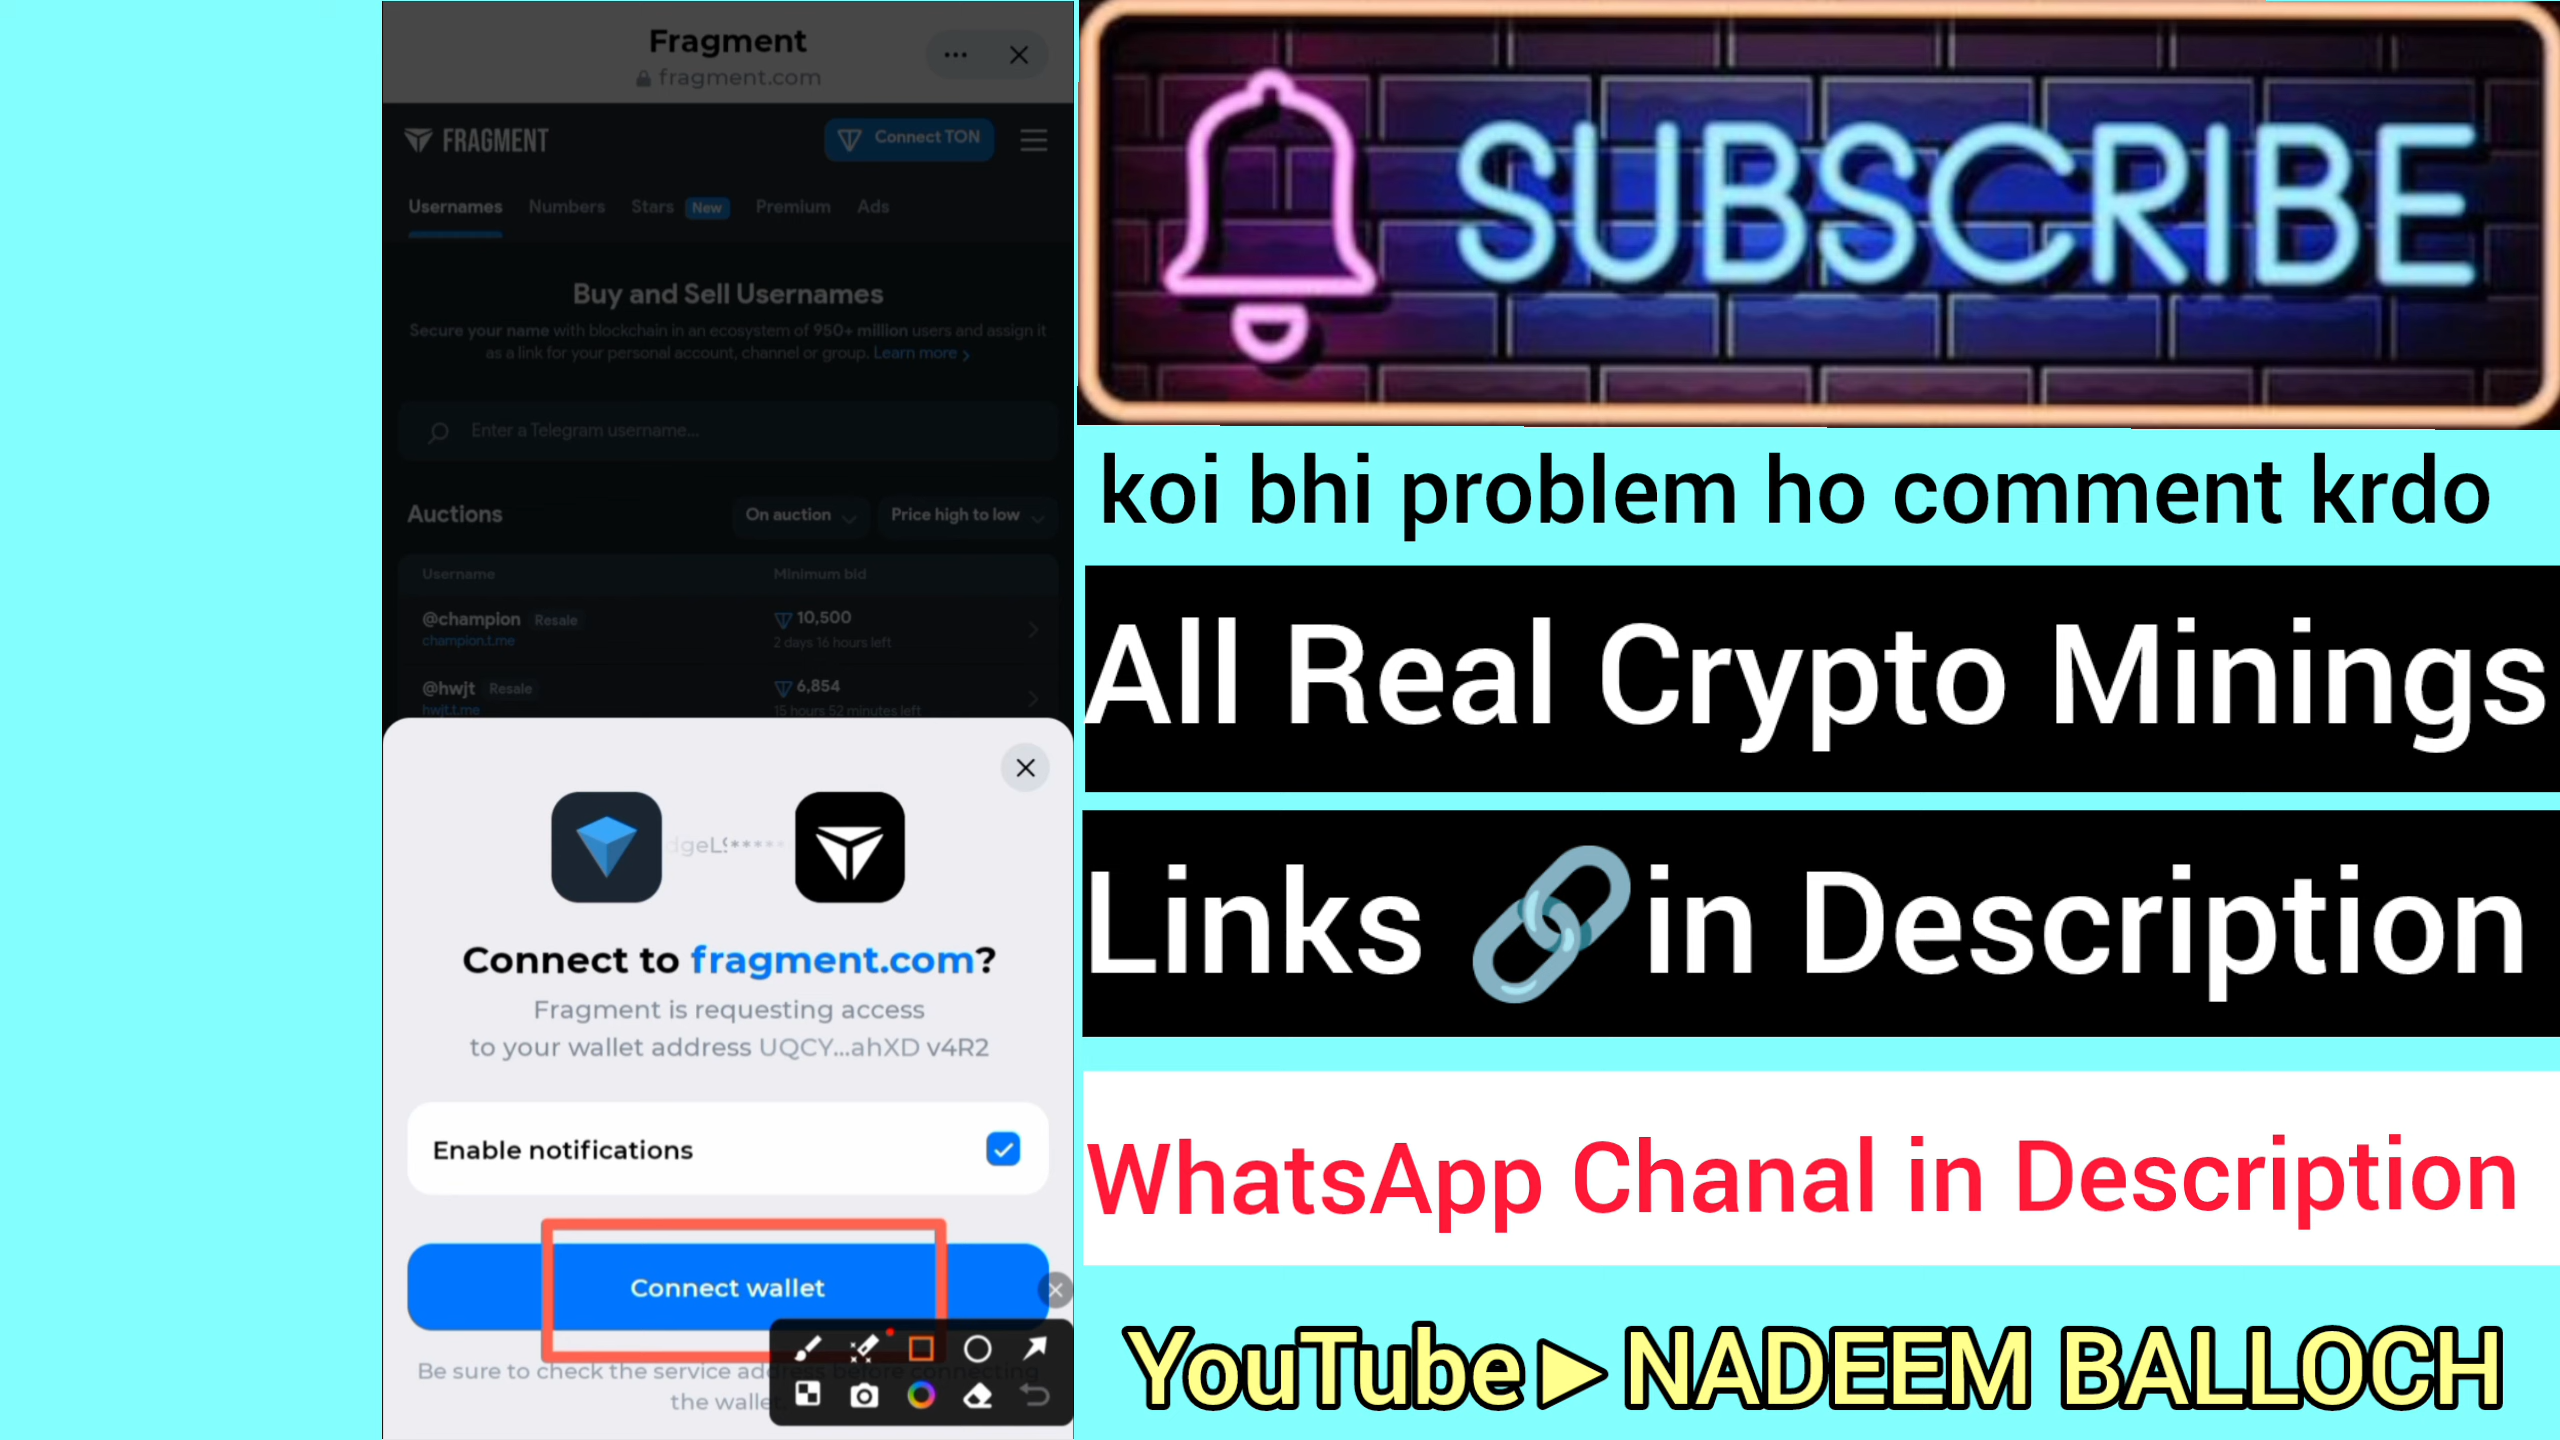 Fragment
fragment.com
FRAGMENT
Connect TON
Usernames Numbers Stars New Premium Ads
Buy and Sell Usernames
Secure your name with blockchain in an ecosystem of 950+ million users and assign it
as a link for your personal account, channel or group. Learn more >
Enter a Telegram username...
Auctions On auction Price high to low
Username Minimum bid
@champion Resale 10,500
champion.t.me 2 days 16 hours left
@hwjt Resale 6,854
hwjt.t.me 15 hours 52 minutes left
dgeL
Connect to fragment.com?
Fragment is requesting access
to your wallet address UQCY...ahXD v4R2
Enable notifications
Connect wallet
Be sure to check the service address before connecting
the wallet.
SUBSCRIBE
koi bhi problem ho comment krdo
All Real Crypto Minings
Links 🔗in Description
WhatsApp Chanal in Description
YouTube►NADEEM BALLOCH